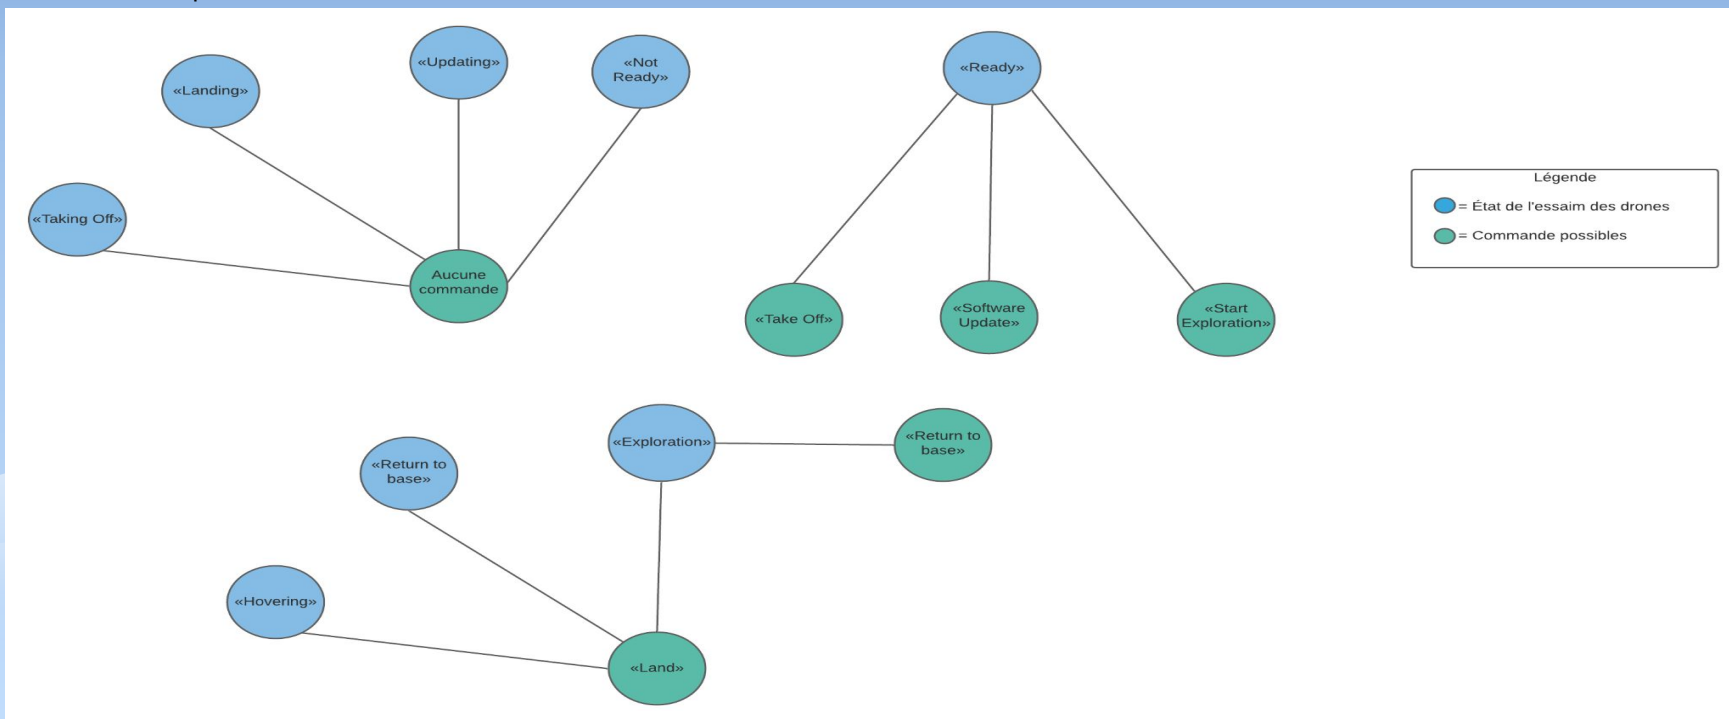 «Updating»
«Not
Ready»
«Landing»
«Taking Off»
Aucune
commande
«Ready»
«Take Off»
«Software
Update»
«Start
Exploration»
Légende
= État de l'essaim des drones
= Commande possibles
«Exploration»
«Return to
base»
«Return to
base»
«Hovering»
«Land»